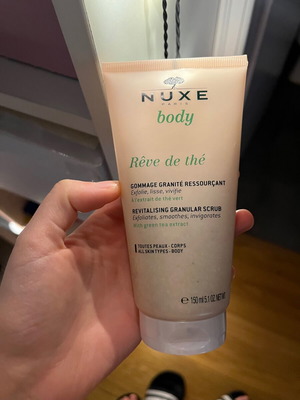 NUXE
PARIS
body
Rêve de thé
GOMMAGE GRANITÉ RESSOURÇANT
Exfolie, lisse, vivifie
à l'extrait de thé vert
REVITALISING GRANULAR SCRUB
Exfoliates, smoothes, invigorates
With green tea extract
TOUTES PEAUX - CORPS
ALL SKIN TYPES - BODY
e 150 ml 5.1 OZ. NET WT.